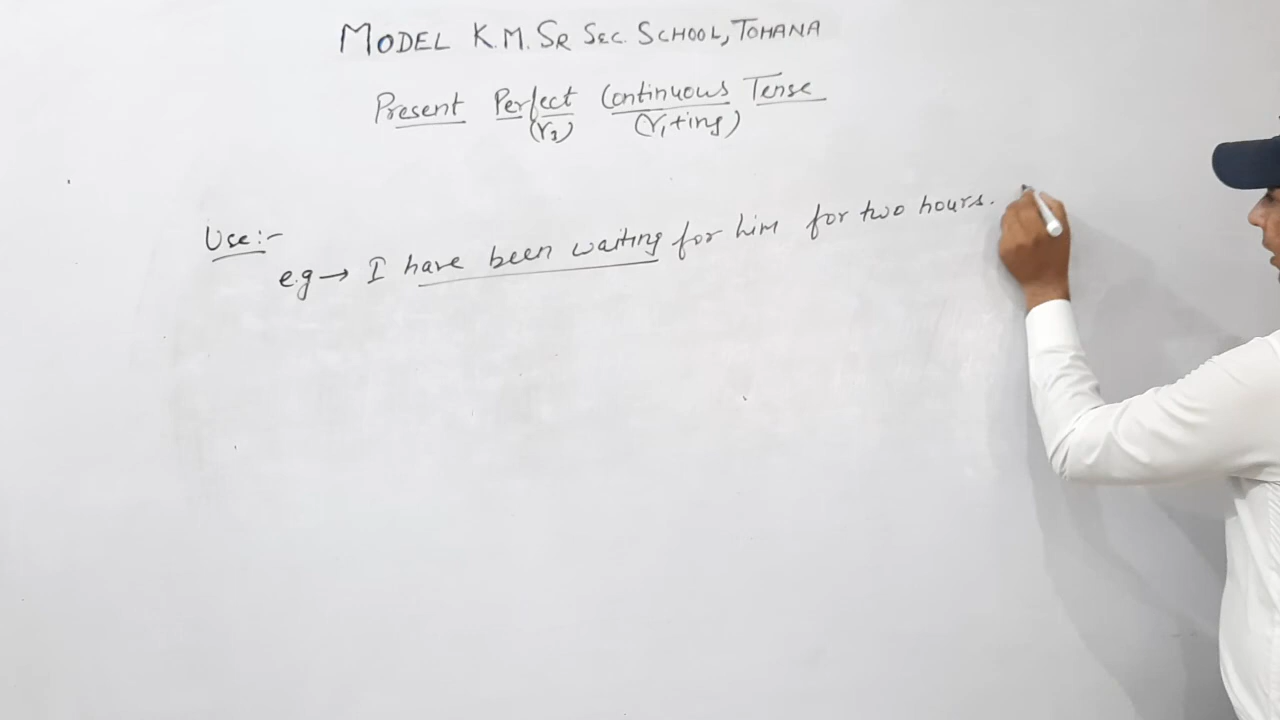 MODEL K.M. SR SEC. SCHOOL, TOHANA
Present Perfect Continuous Tense
(V3) (V1+ing)
Use:-
e.g → I have been waiting for him for two hours.